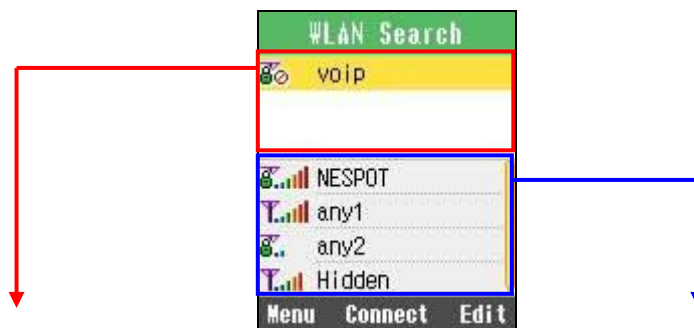 WLAN Search
voip
NESPOT
any1
any2
Hidden
Menu Connect Edit